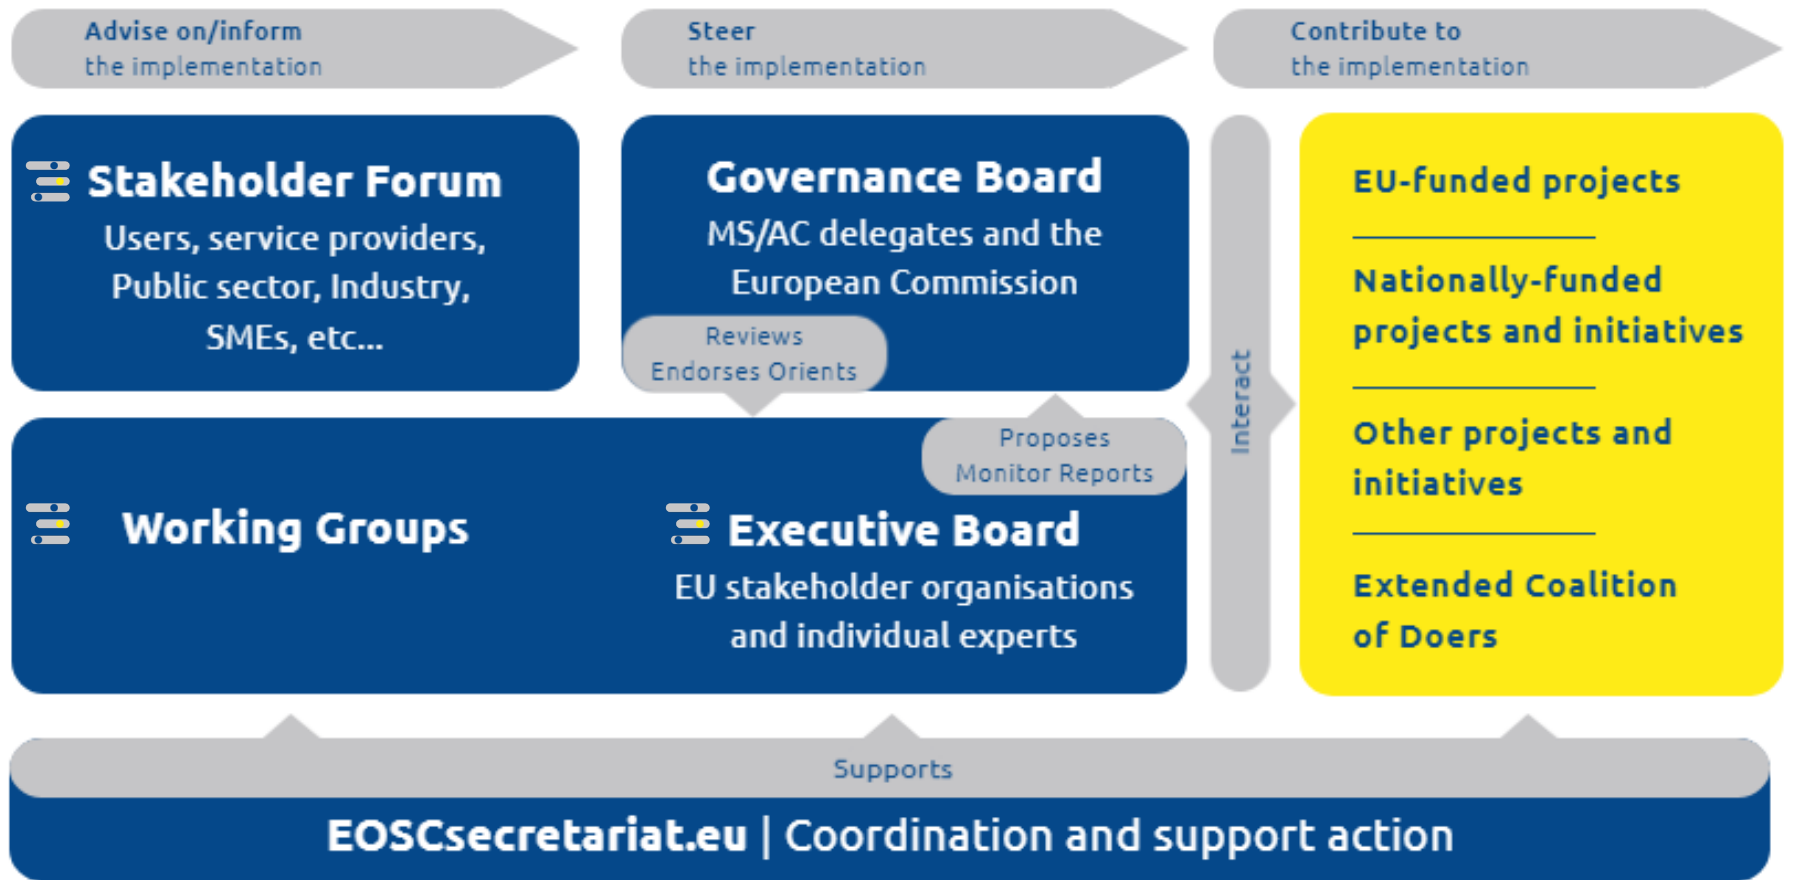 Advise on/inform
the implementation
Steer
the implementation
Contribute to
the implementation
Stakeholder Forum
Users, service providers,
Public sector, Industry,
SMEs, etc...
Governance Board
MS/AC delegates and the
European Commission
Reviews
Endorses Orients
Proposes
Monitor Reports
Working Groups
Executive Board
EU stakeholder organisations
and individual experts
Interact
EU-funded projects
Nationally-funded
projects and initiatives
Other projects and
initiatives
Extended Coalition
of Doers
Supports
EOSCsecretariat.eu | Coordination and support action